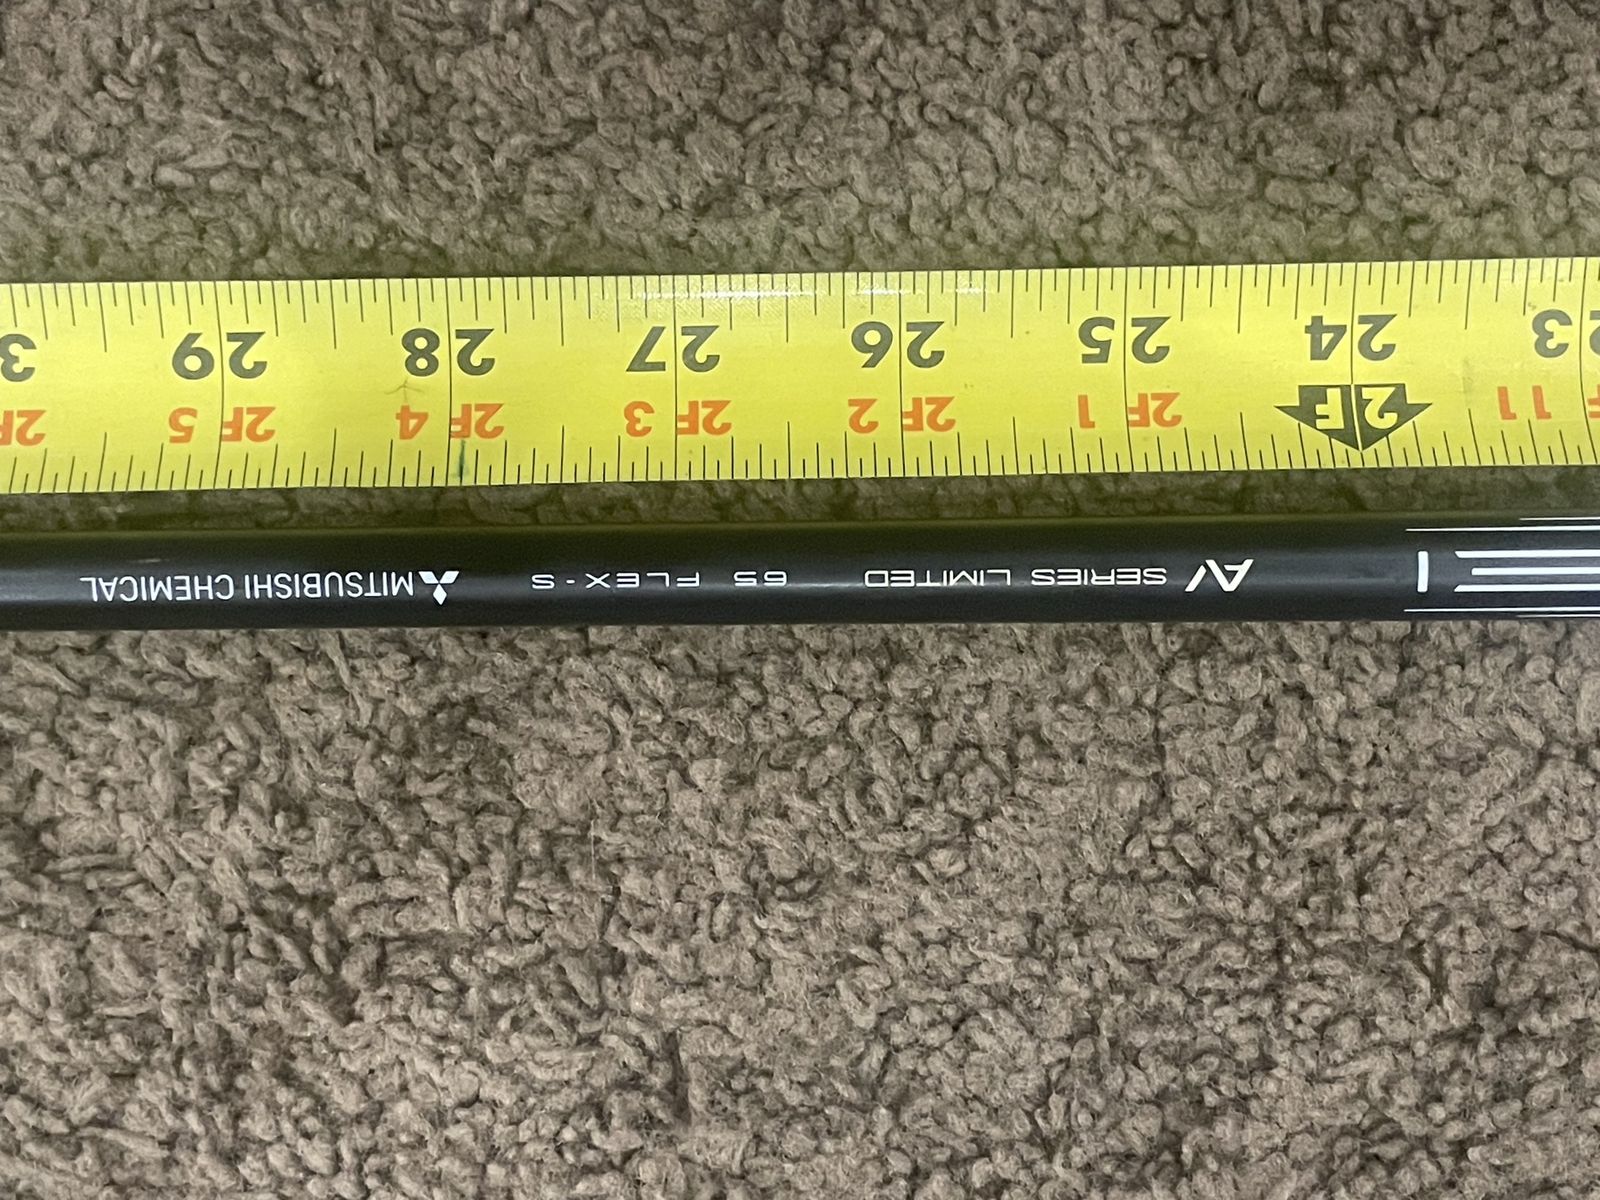 23 24 25 26 27 28 29 3
F 11 2F 2F 1 2F 2 2F 3 2F 4 2F 5 2F
AV SERIES LIMITED 65 FLEX-S MITSUBISHI CHEMICAL